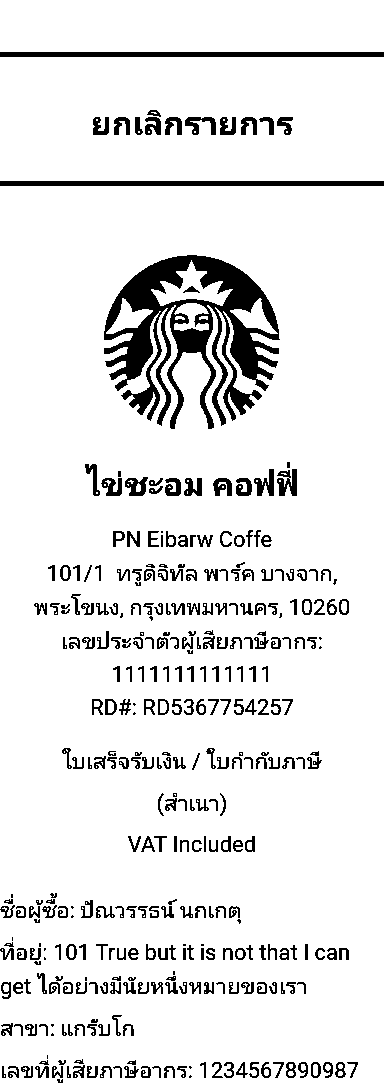 ยกเลิกรายการ
ไข่ชะอม คอฟฟี่
PN Eibarw Coffe
101/1 ทรูดิจิทัล พาร์ค บางจาก,
พระโขนง, กรุงเทพมหานคร, 10260
เลขประจำตัวผู้เสียภาษีอากร:
1111111111111
RD#: RD5367754257
ใบเสร็จรับเงิน / ใบกำกับภาษี
(สำเนา)
VAT Included
ชื่อผู้ซื้อ: ปัณวรรธน์ นกเกตุ
ที่อยู่: 101 True but it is not that I can
get ได้อย่างมีนัยหนึ่งหมายของเรา
สาขา: แกรับโก
เลขที่ผู้เสียภาษีอากร: 1234567890987